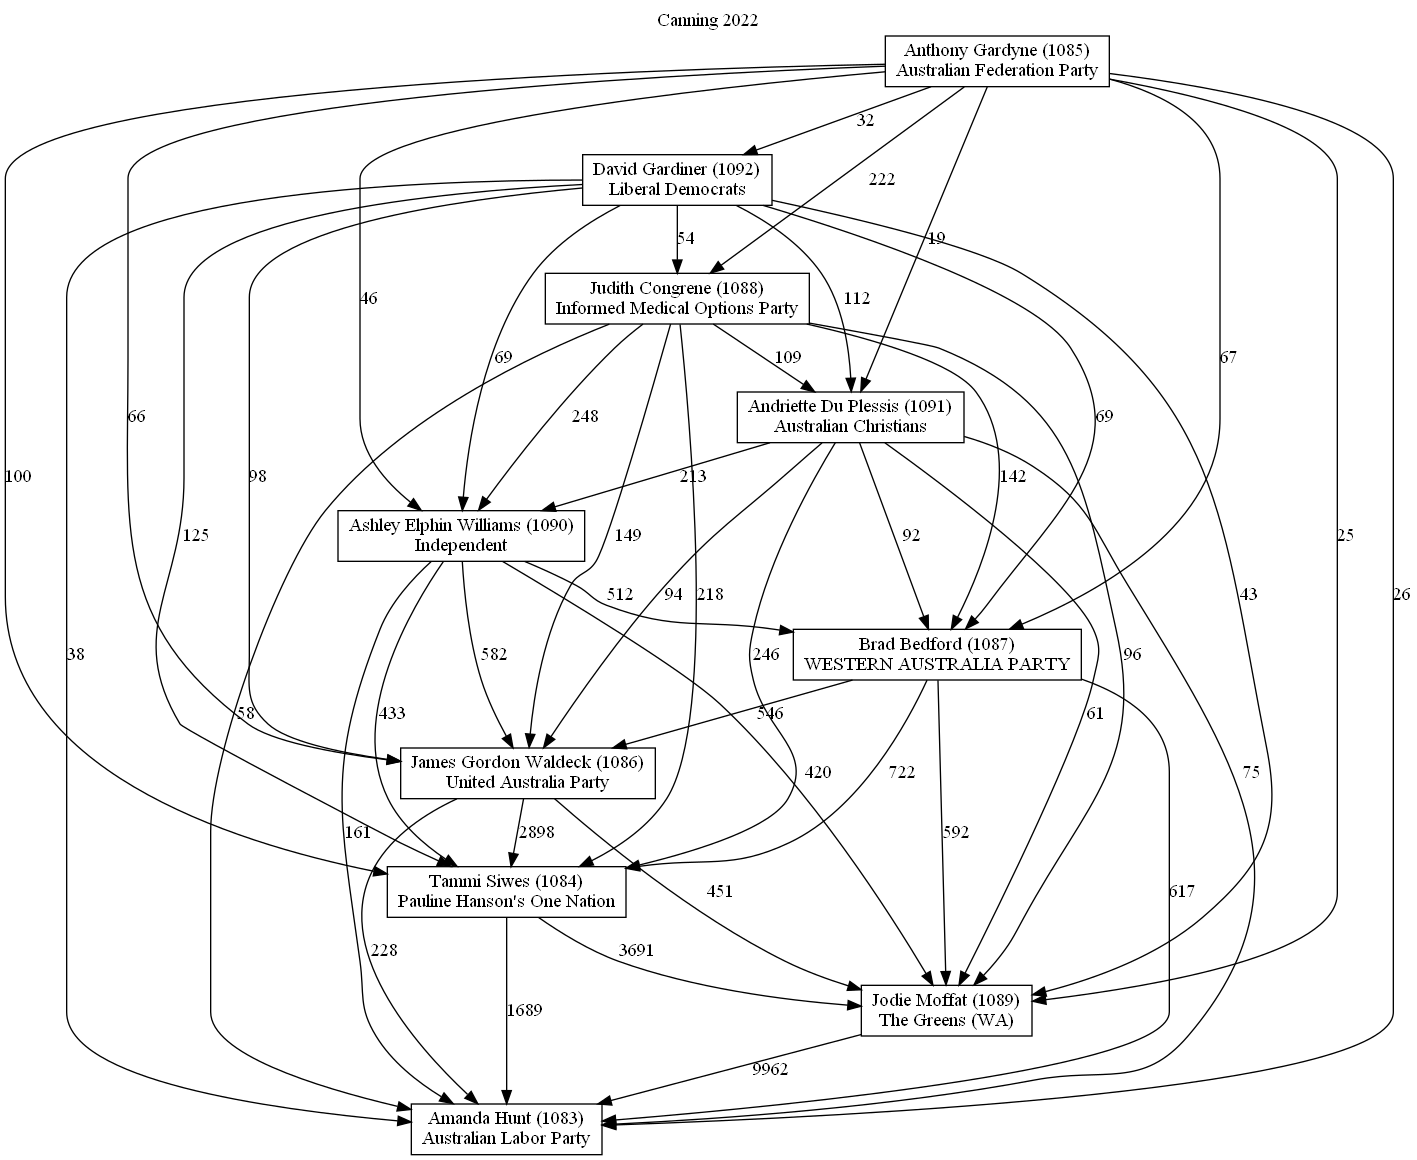 Canning 2022
Anthony Gardyne (1085)
Australian Federation Party
32
David Gardiner (1092)
Liberal Democrats
222
19
54
Judith Congrene (1088)
Informed Medical Options Party
46
112
69
248
109
67
Andriette Du Plessis (1091)
Australian Christians
66
69
100
98
213
142
125
Ashley Elphin Williams (1090)
Independent
149
92
25
512
94
218
43
26
38
582
246
Brad Bedford (1087)
WESTERN AUSTRALIA PARTY
96
58
433
546
61
James Gordon Waldeck (1086)
United Australia Party
420
722
75
161
2898
592
Tammi Siwes (1084)
Pauline Hanson's One Nation
451
617
228
3691
1689
Jodie Moffat (1089)
The Greens (WA)
9962
Amanda Hunt (1083)
Australian Labor Party